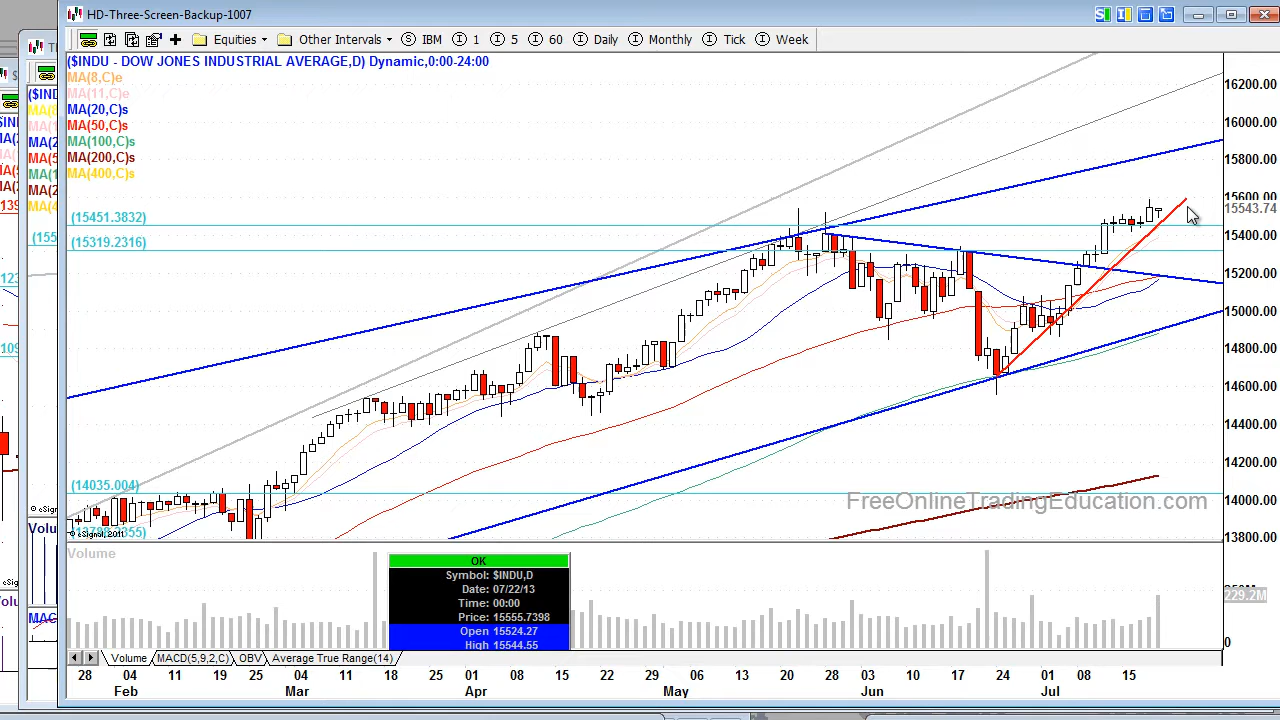 HD-Three-Screen-Backup-1007
Equities Other Intervals S IBM I 1 I 5 I 60 I Daily I Monthly I Tick I Week
($INDU - DOW JONES INDUSTRIAL AVERAGE,D) Dynamic,0:00-24:00
MA(8,C)e
MA(11,C)e
MA(20,C)s
MA(50,C)s
MA(100,C)s
MA(200,C)s
MA(400,C)s
(15451.3832)
(15319.2316)
(14035.004)
© eSignal, 2011
16200.00
16000.00
15800.00
15600.00
15543.74
15400.00
15200.00
15000.00
14800.00
14600.00
14400.00
14200.00
14000.00
13800.00
FreeOnlineTradingEducation.com
Volume
229.2M
0
OK
Symbol: $INDU,D
Date: 07/22/13
Time: 00:00
Price: 15555.7398
Open 15524.27
High 15544.55
Volume MACD(5,9,2,C) OBV Average True Range(14)
28 04 11 19 25 04 11 18 25 01 08 15 22 29 06 13 20 28 03 10 17 24 01 08 15
Feb Mar Apr May Jun Jul
($IND
MA(
Volu
MAC